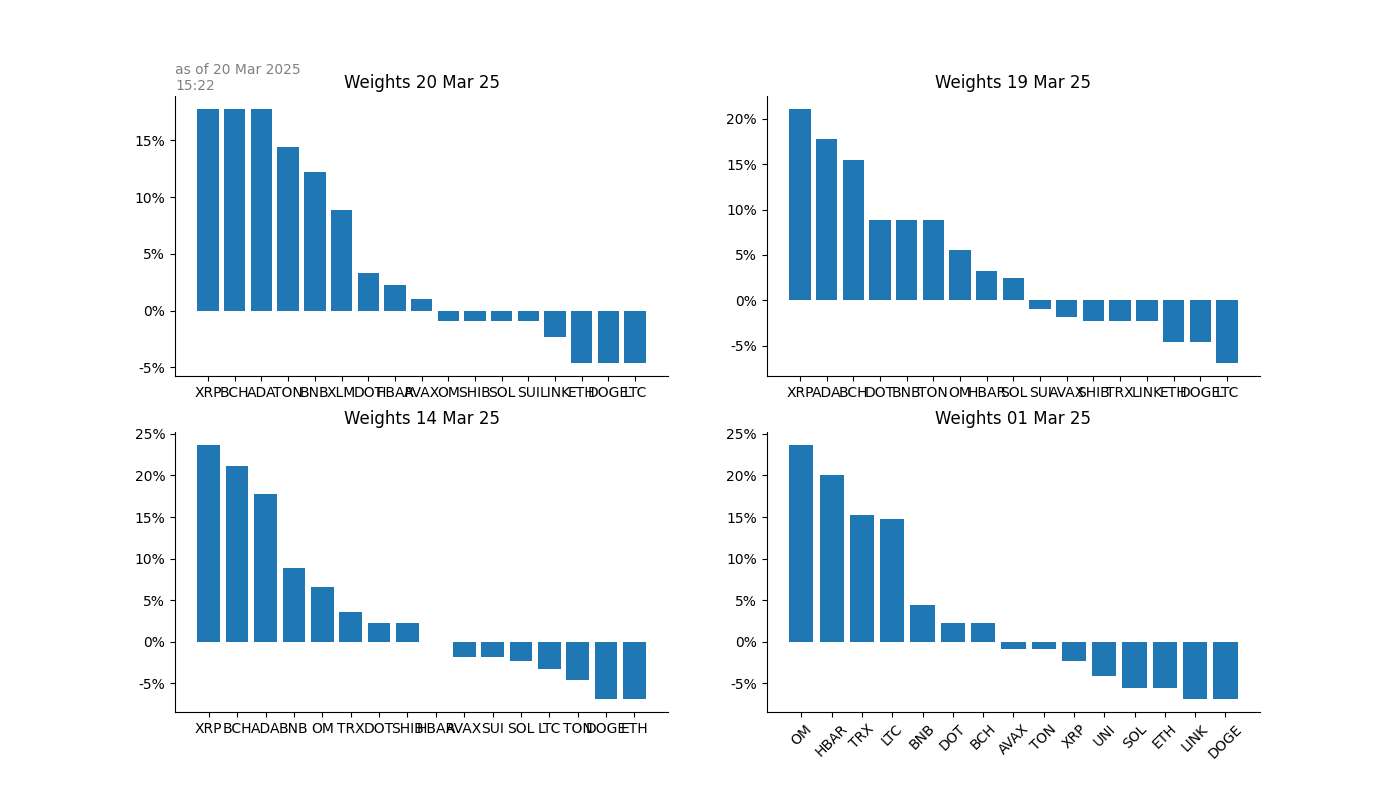 as of 20 Mar 2025
15:22
Weights 20 Mar 25
15%
10%
5%
0%
-5%
XRP BCH ADA TON BNB XLM DOT HBAR AVAX OM SHIB SOL SUI LINK ETH DOGE LTC
Weights 19 Mar 25
20%
15%
10%
5%
0%
-5%
XRP ADA BCH DOT BNB TON OM HBAR SOL SUI AVAX SHIB TRX LINK ETH DOGE LTC
Weights 14 Mar 25
25%
20%
15%
10%
5%
0%
-5%
XRP BCH ADA BNB OM TRX DOT SHIB HBAR AVAX SUI SOL LTC TON DOGE ETH
Weights 01 Mar 25
25%
20%
15%
10%
5%
0%
-5%
OM HBAR TRX LTC BNB DOT BCH AVAX TON XRP UNI SOL ETH LINK DOGE